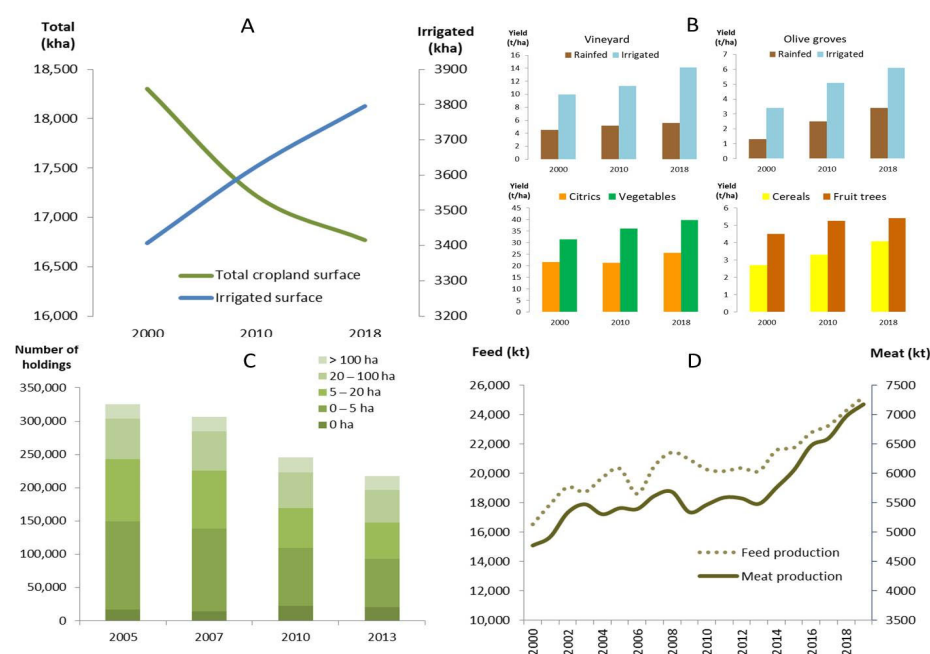 A
Total
(kha)
Irrigated
(kha)
18,500
18,000
17,500
17,000
16,500
16,000
3900
3800
3700
3600
3500
3400
3300
3200
Total cropland surface
Irrigated surface
2000
2010
2018
B
Yield
(t/ha)
Vineyard
Rainfed
Irrigated
16
14
12
10
8
6
4
2
0
2000
2010
2018
Yield
(t/ha)
Olive groves
Rainfed
Irrigated
7
6
5
4
3
2
1
0
2000
2010
2018
Yield
(t/ha)
Citrics
Vegetables
45
40
35
30
25
20
15
10
5
0
2000
2010
2018
Yield
(t/ha)
Cereals
Fruit trees
6
5
4
3
2
1
0
2000
2010
2018
C
Number of
holdings
> 100 ha
20 – 100 ha
5 – 20 ha
0 – 5 ha
0 ha
350,000
300,000
250,000
200,000
150,000
100,000
50,000
0
2005
2007
2010
2013
D
Feed (kt)
Meat (kt)
26,000
24,000
22,000
20,000
18,000
16,000
14,000
12,000
10,000
7500
7000
6500
6000
5500
5000
4500
4000
3500
Feed production
Meat production
2000
2002
2004
2006
2008
2010
2012
2014
2016
2018